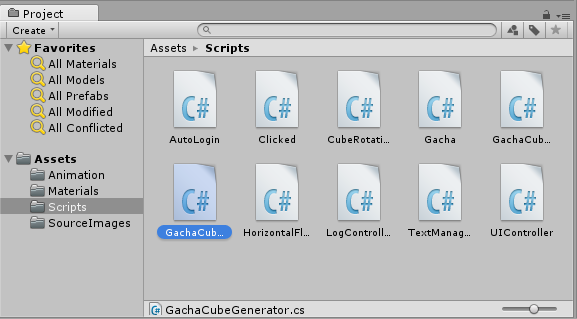 Project
Create
Favorites
All Materials
All Models
All Prefabs
All Modified
All Conflicted
Assets
Animation
Materials
Scripts
SourceImages
Assets Scripts
C# C# C# C# C#
AutoLogin Clicked CubeRotati... Gacha GachaCub...
C# C# C# C# C#
GachaCub... HorizontalFl... LogControll... TextManag... UIController
C# GachaCubeGenerator.cs